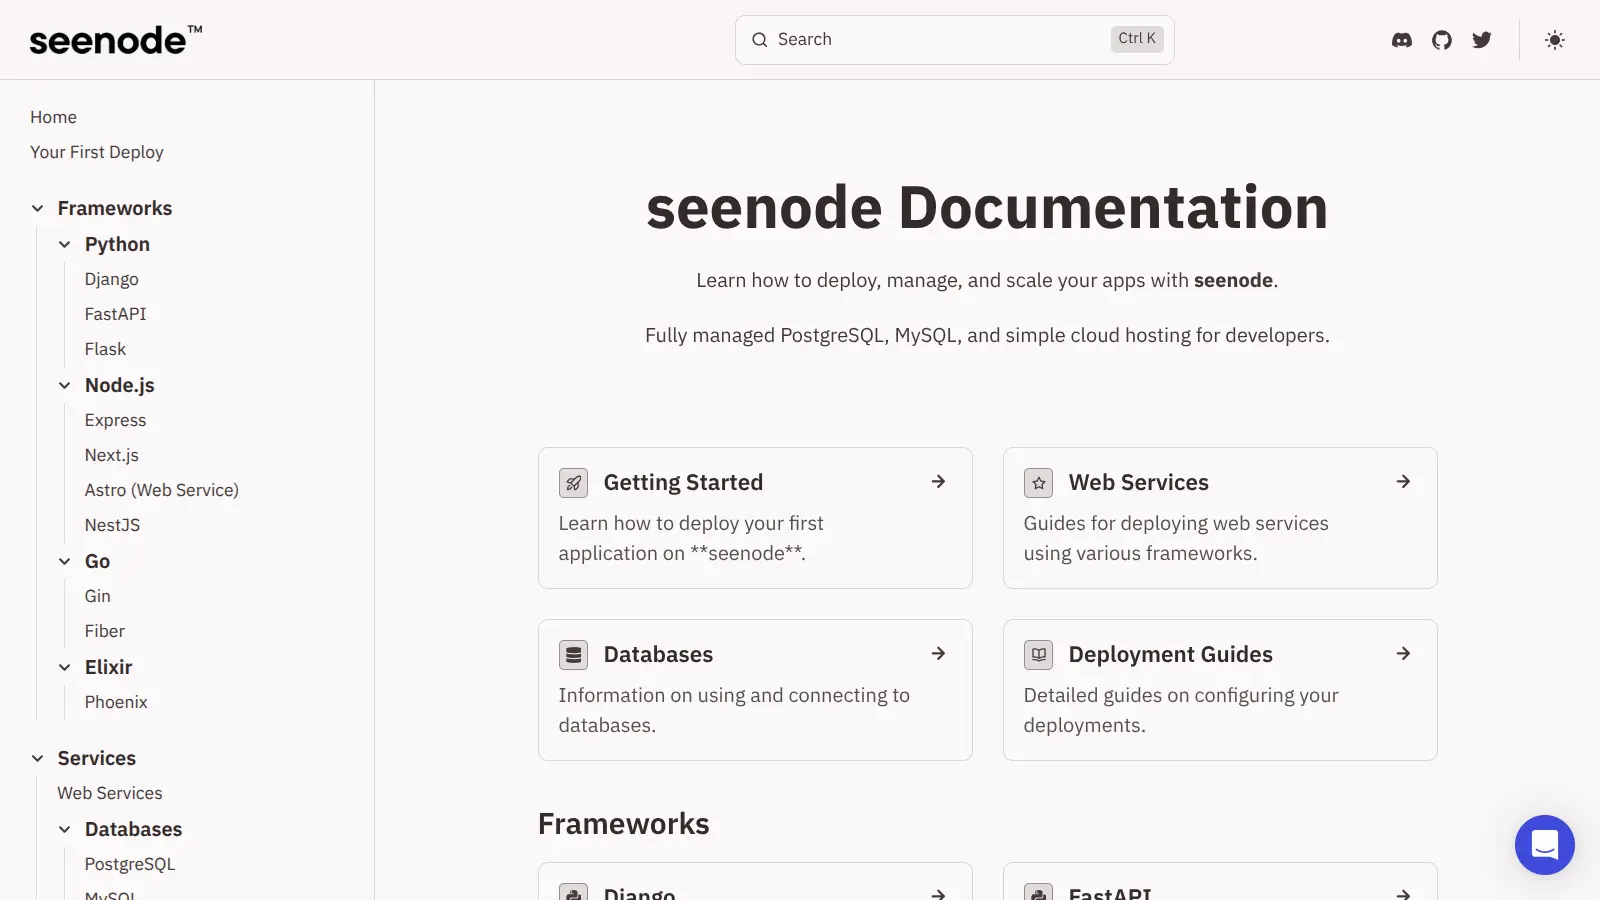 seenode™
Search
Ctrl K
Home
Your First Deploy
Frameworks
Python
Django
FastAPI
Flask
Node.js
Express
Next.js
Astro (Web Service)
NestJS
Go
Gin
Fiber
Elixir
Phoenix
Services
Web Services
Databases
PostgreSQL
MySQL
seenode Documentation
Learn how to deploy, manage, and scale your apps with seenode.
Fully managed PostgreSQL, MySQL, and simple cloud hosting for developers.
Getting Started
Learn how to deploy your first
application on **seenode**.
Web Services
Guides for deploying web services
using various frameworks.
Databases
Information on using and connecting to
databases.
Deployment Guides
Detailed guides on configuring your
deployments.
Frameworks
Django
FastAPI